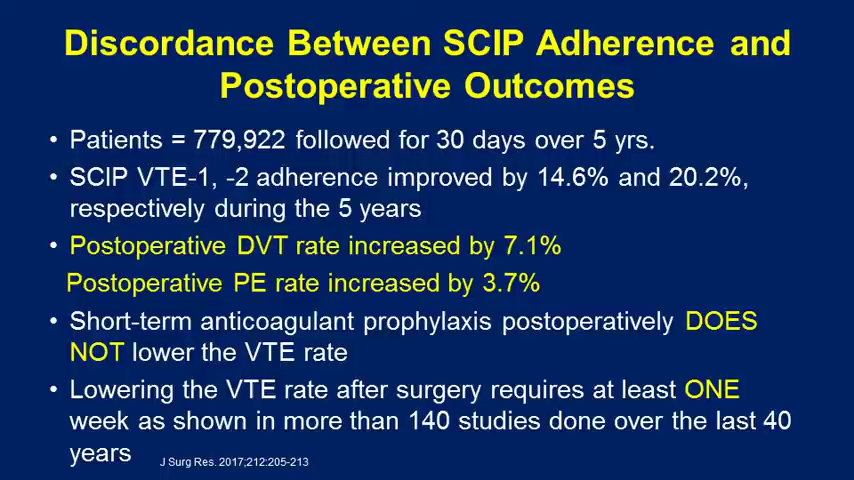 Discordance Between SCIP Adherence and
Postoperative Outcomes
• Patients = 779,922 followed for 30 days over 5 yrs.
• SCIP VTE-1, -2 adherence improved by 14.6% and 20.2%,
respectively during the 5 years
• Postoperative DVT rate increased by 7.1%
Postoperative PE rate increased by 3.7%
• Short-term anticoagulant prophylaxis postoperatively DOES
NOT lower the VTE rate
• Lowering the VTE rate after surgery requires at least ONE
week as shown in more than 140 studies done over the last 40
years
J Surg Res. 2017;212:205-213